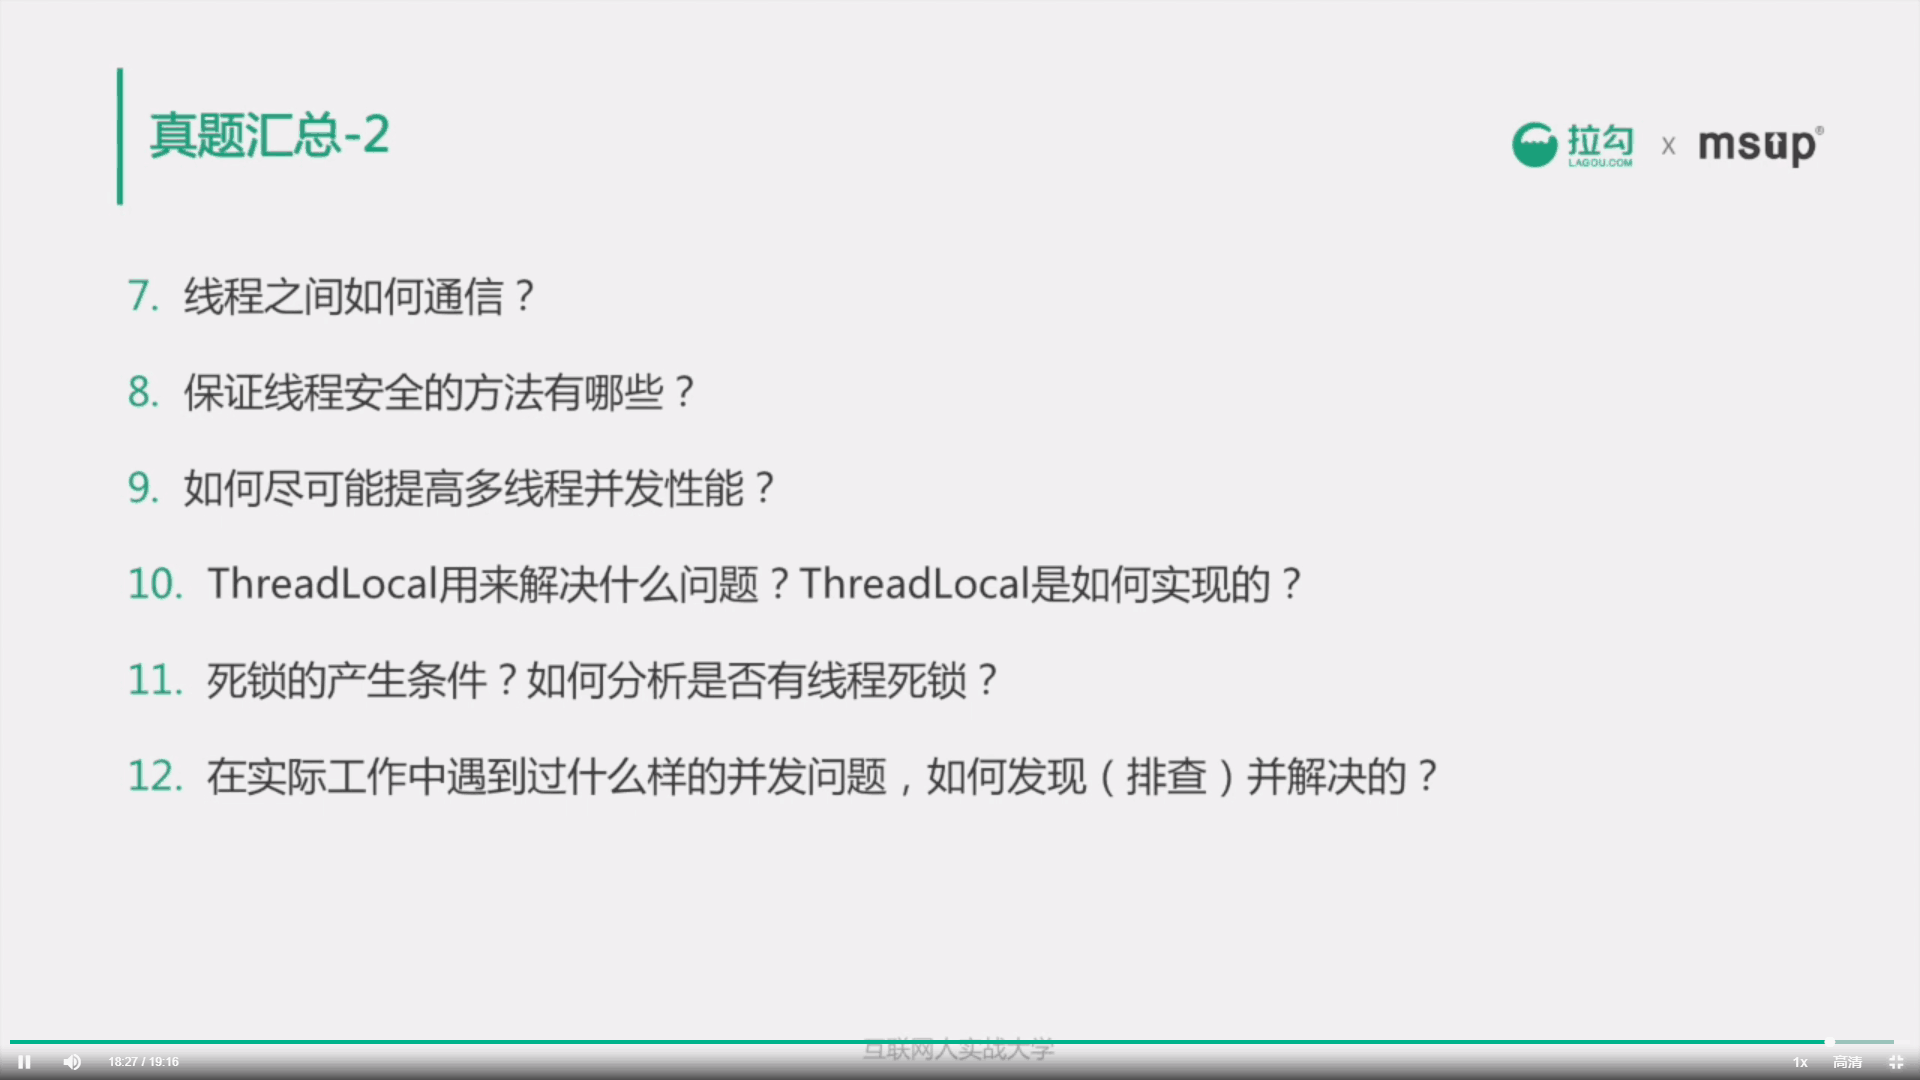 真题汇总-2
拉勾
LAGOU.COM
x
msup®
7. 线程之间如何通信？
8. 保证线程安全的方法有哪些？
9. 如何尽可能提高多线程并发性能？
10. ThreadLocal用来解决什么问题？ThreadLocal是如何实现的？
11. 死锁的产生条件？如何分析是否有线程死锁？
12. 在实际工作中遇到过什么样的并发问题，如何发现（排查）并解决的？
互联网人实战大学
18:27 / 19:16
1x
高清